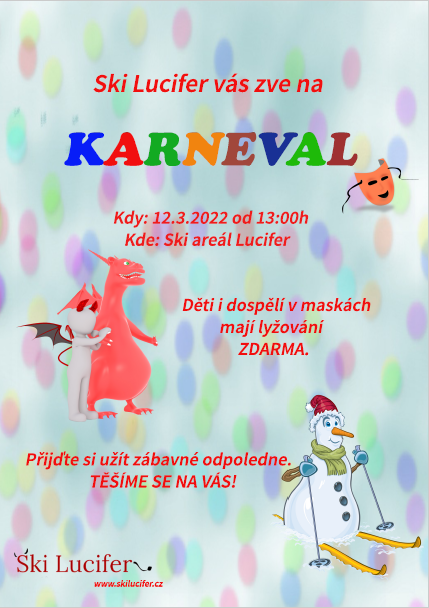 Ski Lucifer vás zve na
KARNEVAL
Kdy: 12.3.2022 od 13:00h
Kde: Ski areál Lucifer
Děti i dospělí v maskách
mají lyžování
ZDARMA.
Přijďte si užít zábavné odpoledne.
TĚŠÍME SE NA VÁS!
Ski Lucifer
www.skilucifer.cz